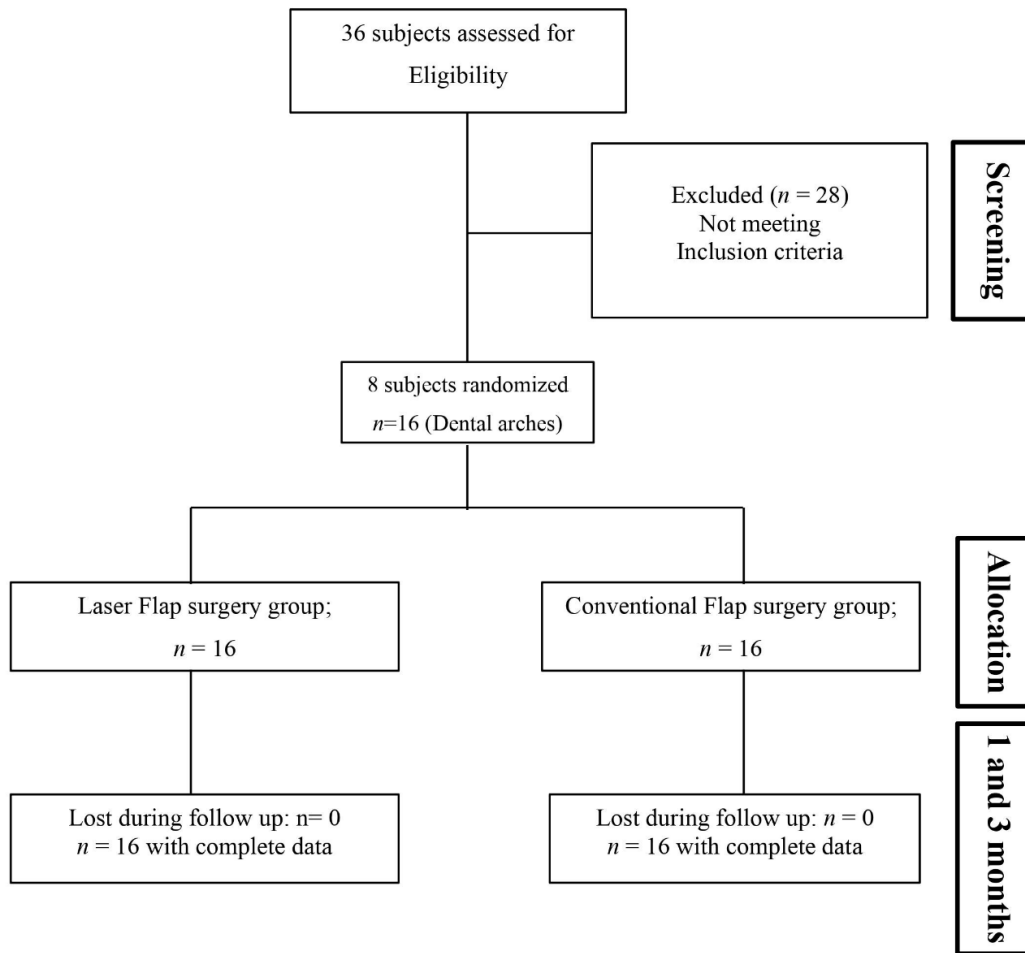 36 subjects assessed for
Eligibility
Screening
Excluded (n = 28)
Not meeting
Inclusion criteria
8 subjects randomized
n=16 (Dental arches)
Allocation
Laser Flap surgery group;
n = 16
Conventional Flap surgery group;
n = 16
1 and 3 months
Lost during follow up: n= 0
n = 16 with complete data
Lost during follow up: n = 0
n = 16 with complete data